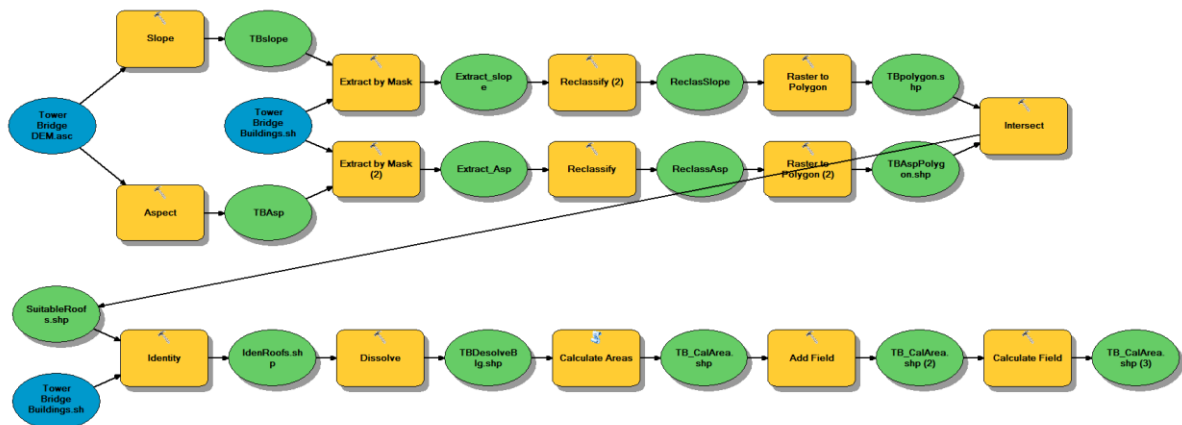 Slope
TBslope
Extract by Mask
Extract_slop
e
Reclassify (2)
ReclasSlope
Raster to
Polygon
TBpolygon.s
hp
Tower
Bridge
DEM.asc
Tower
Bridge
Buildings.sh
Intersect
Aspect
TBAsp
Extract by Mask
(2)
Extract_Asp
Reclassify
ReclassAsp
Raster to
Polygon (2)
TBAspPolyg
on.shp
SuitableRoof
s.shp
Tower
Bridge
Buildings.sh
Identity
IdenRoofs.sh
p
Dissolve
TBDesolveB
lg.shp
Calculate Areas
TB_CalArea.
shp
Add Field
TB_CalArea.
shp (2)
Calculate Field
TB_CalArea.
shp (3)